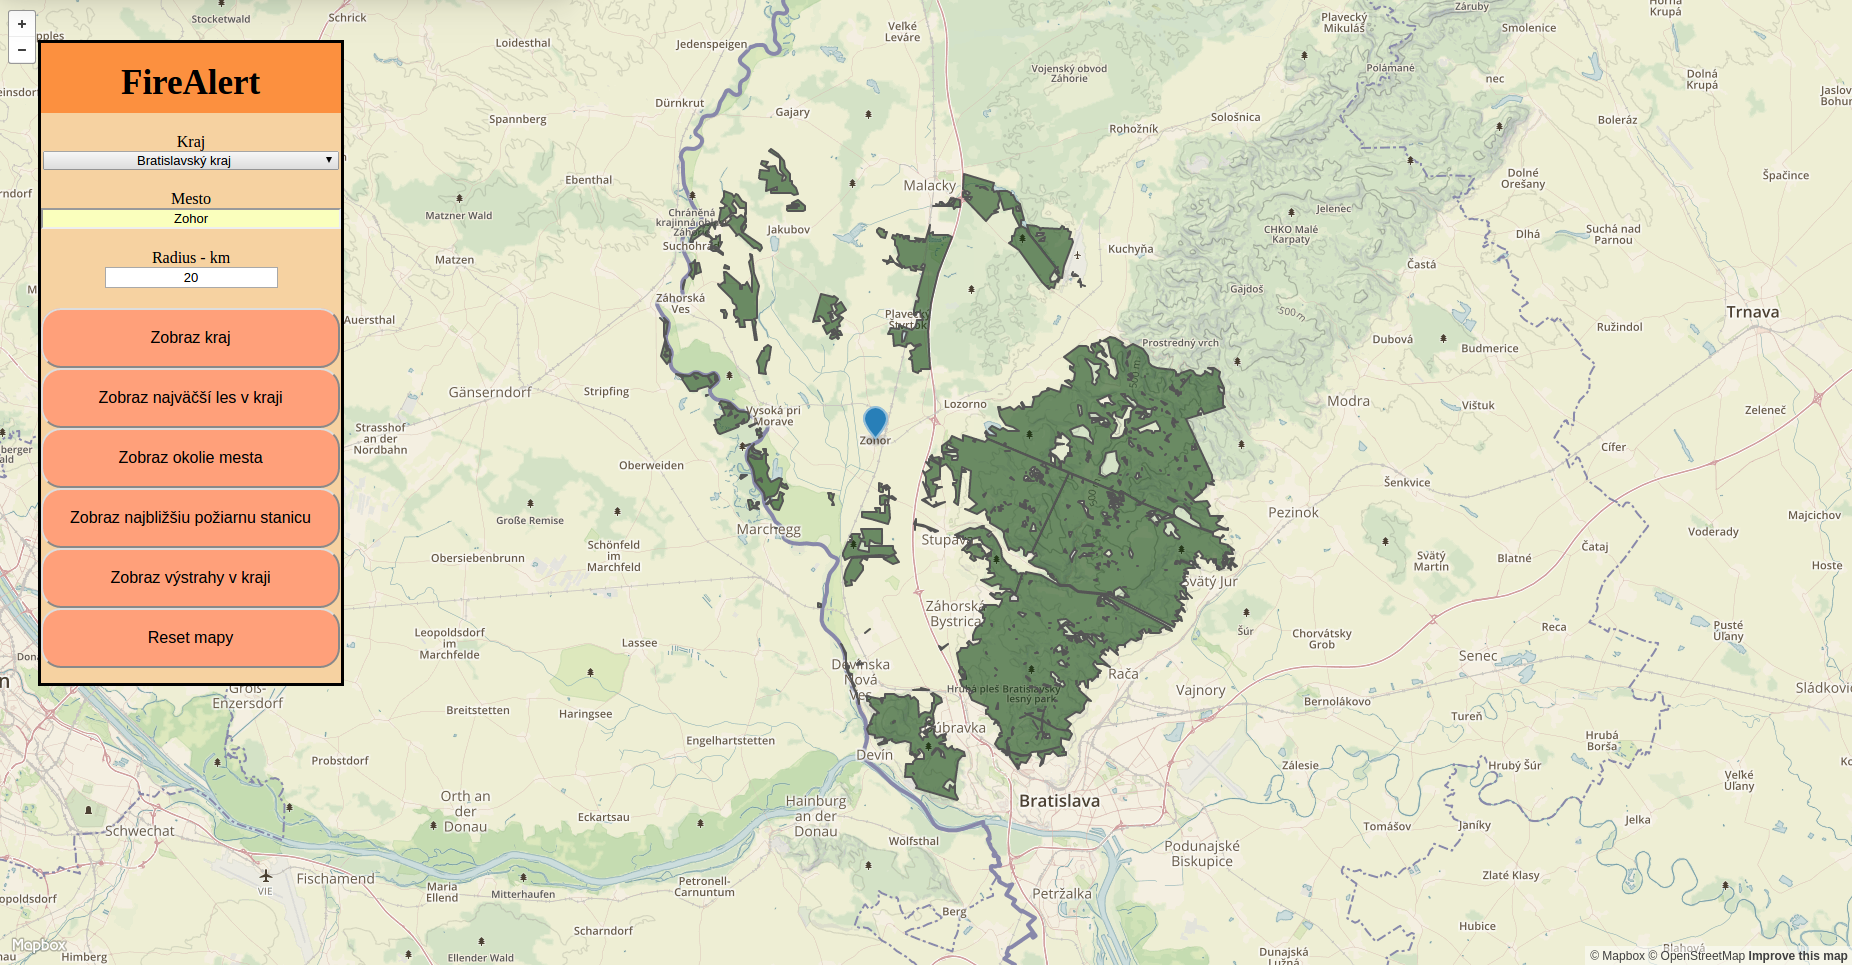 +
−
FireAlert
Kraj
Bratislavský kraj
Mesto
Zohor
Radius - km
20
Zobraz kraj
Zobraz najväčší les v kraji
Zobraz okolie mesta
Zobraz najbližšiu požiarnu stanicu
Zobraz výstrahy v kraji
Reset mapy
Stocketwald
Schrick
Loidesthal
Jedenspeigen
Veľké
Leváre
Plavecký
Mikuláš
Záruby
Smolenice
Horná
Krupá
Vojenský obvod
Záhorie
Polámané
Dolná
Krupá
Dürnkrut
Gajary
Spannberg
Rohožník
Sološnica
Boleráz
Ebenthal
Malacky
Dolné
Orešany
Špačince
Matzner Wald
Chránená
Suchohrad
Jakubov
Jelenec
CHKO Malé
Karpaty
Dlhá
Suchá nad
Parnou
Matzen
Kuchyňa
Častá
Gajdoš
500 m
Záhorská
Ves
Auersthal
Plavecký
Štvrtok
Prostredný vrch
Trnava
Ružindol
Dubová
Budmerice
Gänserndorf
Stripfing
Vysoká pri
Morave
Lozorno
Modra
Vištuk
Zeleneč
Strasshof
an der
Nordbahn
Zohor
Cífer
Oberweiden
Šenkvice
Große Remise
Marchegg
Stupava
Pezinok
Majcichov
Voderady
Obersiebenbrunn
Schönfeld
im
Marchfeld
Svätý
Martin
Blatné
Čataj
Hoste
Svätý Jur
Záhorská
Bystrica
Leopoldsdorf
im
Marchfelde
Lassee
Šúr
Chorvátsky
Grob
Reca
Pusté
Úľany
Devínska
Nová
Ves
Senec
Rača
Hrubá pleš
Bratislavský
lesný park
Vajnory
Groß-
Enzersdorf
Breitstetten
Haringsee
Bernolákovo
Tureň
Engelhartstetten
Dúbravka
Hrubá
Borša
Devín
Probstdorf
Zálesie
Hrubý Šúr
Veľké
Úľany
Orth an
der
Donau
Eckartsau
Hainburg
an der
Donau
Bratislava
Schwechat
Tomášov
Janíky
Jelka
Wolfsthal
Podunajské
Biskupice
VIE
Fischamend
Maria
Ellend
Mitterhaufen
Petronell-
Carnuntum
Petržalka
Zlaté Klasy
Berg
Scharndorf
Hubice
Mapbox
Himberg
Ellender Wald
Dunajská
Lužná
Blahová
© Mapbox © OpenStreetMap Improve this map